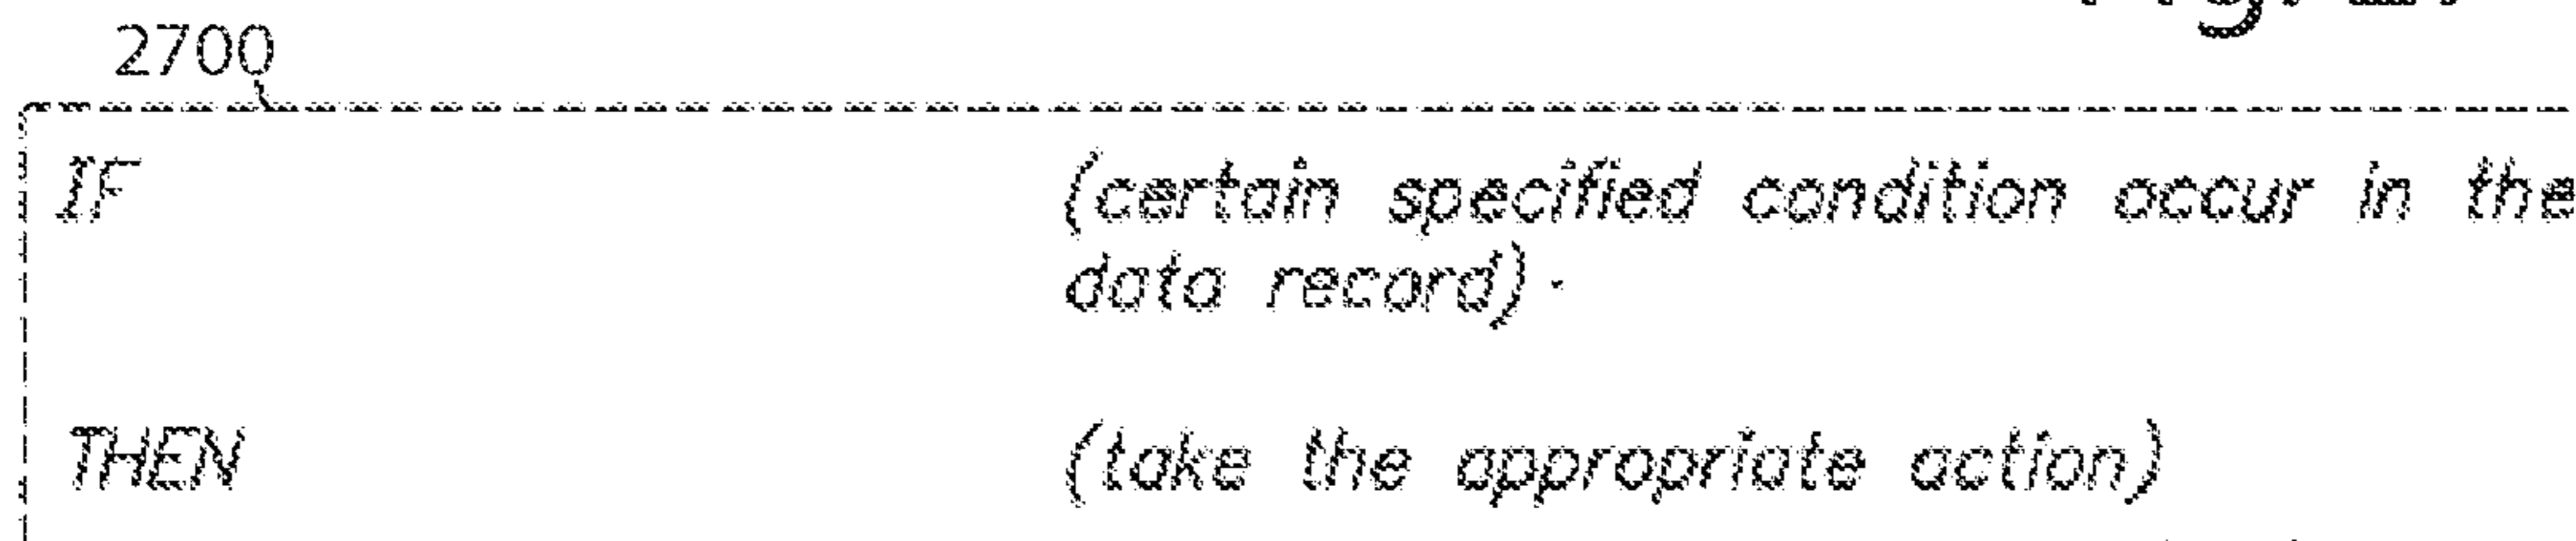 2700
IF (certain specified condition occur in the
data record)
THEN (take the appropriate action)